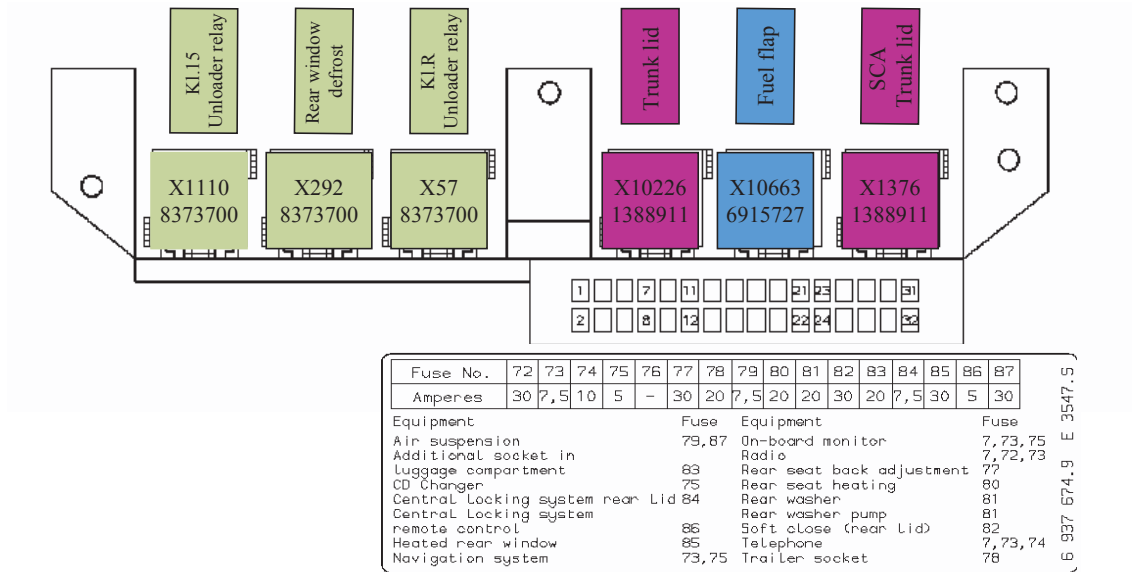 Kl.15
Unloader relay
Rear window
defrost
Kl.R
Unloader relay
Trunk lid
Fuel flap
SCA
Trunk lid
X1110
8373700
X292
8373700
X57
8373700
X10226
1388911
X10663
6915727
X1376
1388911
1 7 11 21 23 31
2 8 12 22 24 32
Fuse No. 72 73 74 75 76 77 78 79 80 81 82 83 84 85 86 87
Amperes 30 7,5 10 5 - 30 20 7,5 20 20 30 20 7,5 30 5 30
Equipment Fuse Equipment Fuse
Air suspension 79,87 On-board monitor 7,73,75
Additional socket in Radio 7,72,73
luggage compartment 83 Rear seat back adjustment 77
CD Changer 75 Rear seat heating 80
Central Locking system rear Lid 84 Rear washer 81
Central Locking system Rear washer pump 81
remote control 86 Soft close (rear Lid) 82
Heated rear window 85 Telephone 7,73,74
Navigation system 73,75 Trailer socket 78
6 937 674.9 E 3547.5